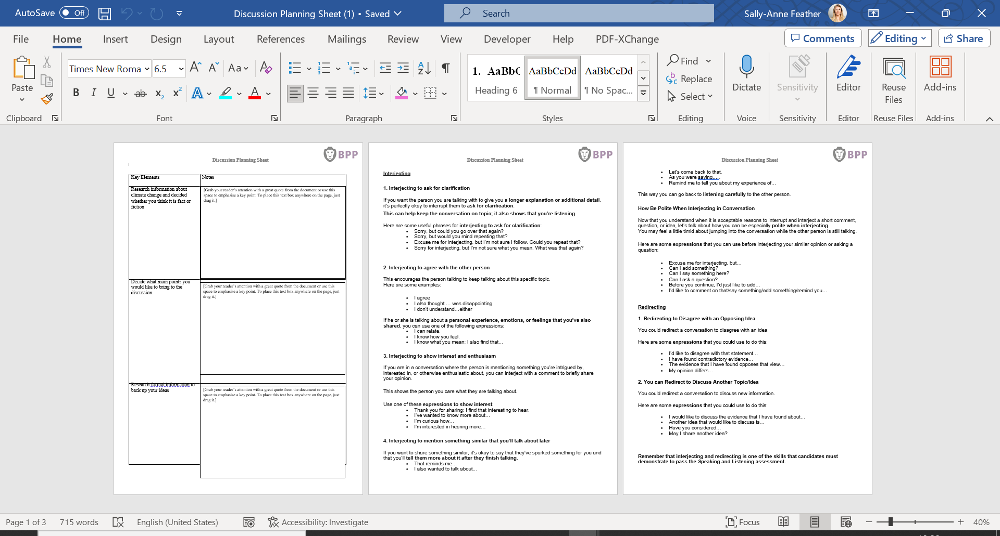 AutoSave Off
Discussion Planning Sheet (1) • Saved
Search
Sally-Anne Feather
File Home Insert Design Layout References Mailings Review View Developer Help PDF-XChange
Comments Editing Share
Times New Roma 6.5
Paste
Clipboard
Font
Paragraph
1. AaBbC AaBbCcDd AaBbCcDd
Heading 6 ¶ Normal ¶ No Spac...
Styles
Find
Replace
Select
Editing
Dictate
Voice
Sensitivity
Sensitivity
Editor
Editor
Reuse
Files
Reuse Files
Add-ins
Add-ins
BPP
Discussion Planning Sheet
Key Elements Notes
Research information about
climate change and decided
whether you think it is fact or
fiction
[Grab your reader's attention with a great quote from the document or use this
space to emphasise a key point. To place this text box anywhere on the page, just
drag it.]
Decide what main points you
would like to bring to the
discussion
[Grab your reader's attention with a great quote from the document or use this
space to emphasise a key point. To place this text box anywhere on the page, just
drag it.]
Research factual information to
back up your ideas
[Grab your reader's attention with a great quote from the document or use this
space to emphasise a key point. To place this text box anywhere on the page, just
drag it.]
BPP
Discussion Planning Sheet
Interjecting
1. Interjecting to ask for clarification
If you want the person you are talking with to give you a longer explanation or additional detail,
it's perfectly okay to interrupt them to ask for clarification.
This can help keep the conversation on topic; it also shows that you're listening.
Here are some useful phrases for interjecting to ask for clarification:
• Sorry, but could you go over that again?
• Sorry, but would you mind repeating that?
• Excuse me for interjecting, but I'm not sure I follow. Could you repeat that?
• Sorry for interjecting, but I'm not sure what you mean. What was that again?
2. Interjecting to agree with the other person
This encourages the person talking to keep talking about this specific topic.
Here are some examples:
• I agree
• I also thought … was disappointing.
• I don't understand…either
If he or she is talking about a personal experience, emotions, or feelings that you've also
shared, you can use one of the following expressions:
• I can relate.
• I know how you feel.
• I know what you mean; I also find that…
3. Interjecting to show interest and enthusiasm
If you are in a conversation where the person is mentioning something you're intrigued by,
interested in, or otherwise enthusiastic about, you can interject with a comment to briefly share
your opinion.
This shows the person you care what they are talking about.
Use one of these expressions to show interest:
• Thank you for sharing; I find that interesting to hear.
• I've wanted to know more about…
• I'm curious how…
• I'm interested in hearing more…
4. Interjecting to mention something similar that you'll talk about later
If you want to share something similar, it's okay to say that they've sparked something for you and
that you'll tell them more about it after they finish talking.
• That reminds me…
• I also wanted to talk about...
BPP
Discussion Planning Sheet
• Let's come back to that.
• As you were saying,….
• Remind me to tell you about my experience of…
This way you can go back to listening carefully to the other person.
How Be Polite When Interjecting in Conversation
Now that you understand when it is acceptable reasons to interrupt and interject a short comment,
question, or idea, let's talk about how you can be especially polite when interjecting.
You may feel a little timid about jumping into the conversation while the other person is still talking.
Here are some expressions that you can use before interjecting your similar opinion or asking a
question:
• Excuse me for interjecting, but…
• Can I add something?
• Can I say something here?
• Can I ask a question?
• Before you continue, I'd just like to add…
• I'd like to comment on that/say something/add something/remind you…
Redirecting
1. Redirecting to Disagree with an Opposing Idea
You could redirect a conversation to disagree with an idea.
Here are some expressions that you could use to do this:
• I'd like to disagree with that statement…
• I have found contradictory evidence…
• The evidence that I have found opposes that view…
• My opinion differs…
2. You can Redirect to Discuss Another Topic/Idea
You could redirect a conversation to discuss new information.
Here are some expressions that you could use to do this:
• I would like to discuss the evidence that I have found about…
• Another idea that would like to discuss is…
• Have you considered…
• May I share another idea?
Remember that interjecting and redirecting is one of the skills that candidates must
demonstrate to pass the Speaking and Listening assessment.
Page 1 of 3 715 words English (United States) Accessibility: Investigate Focus 40%